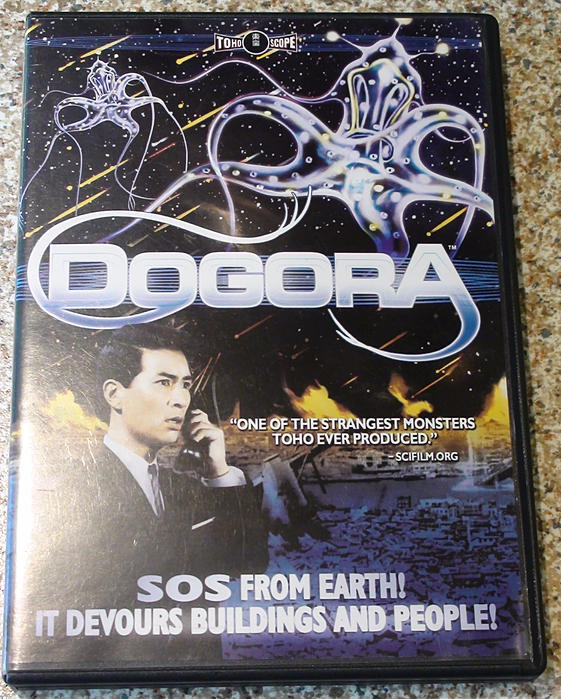 TOHO SCOPE
DOGORA™
"ONE OF THE STRANGEST MONSTERS
TOHO EVER PRODUCED."
- SCIFILM.ORG
SOS FROM EARTH!
IT DEVOURS BUILDINGS AND PEOPLE!